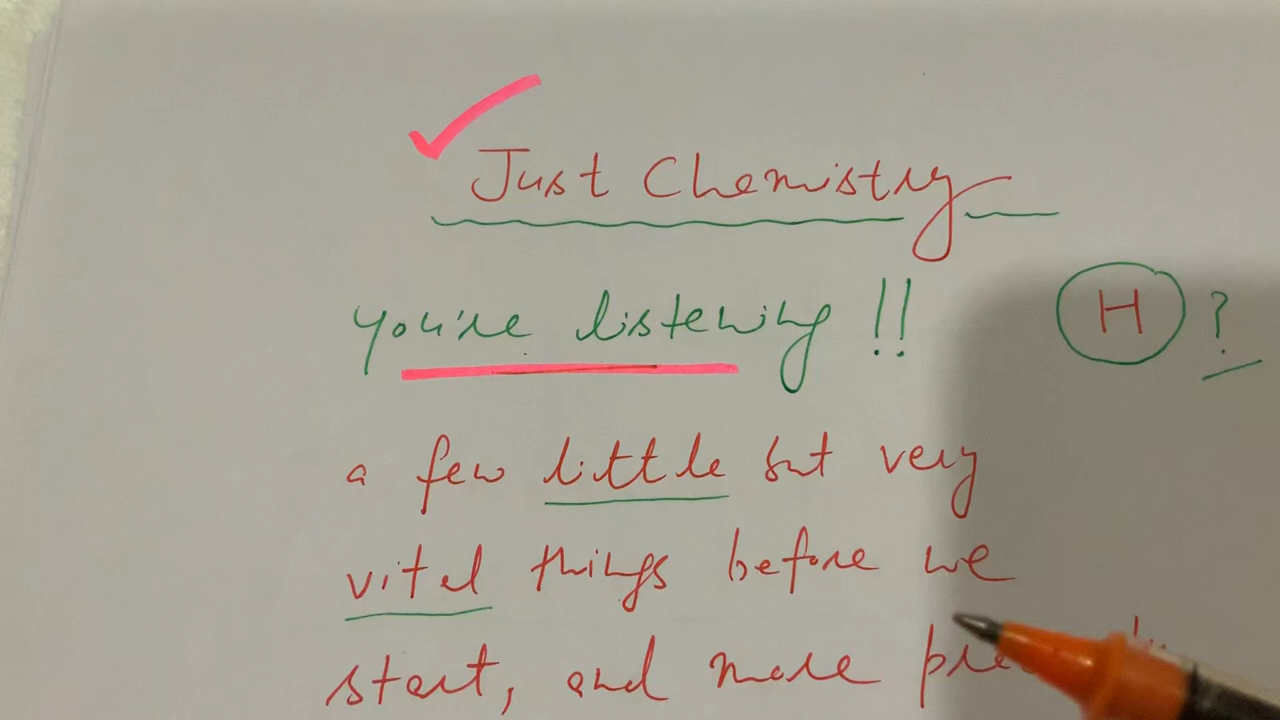 Just Chemistry
you're listening !!
H ?
a few little but very
vital things before we
start, and more